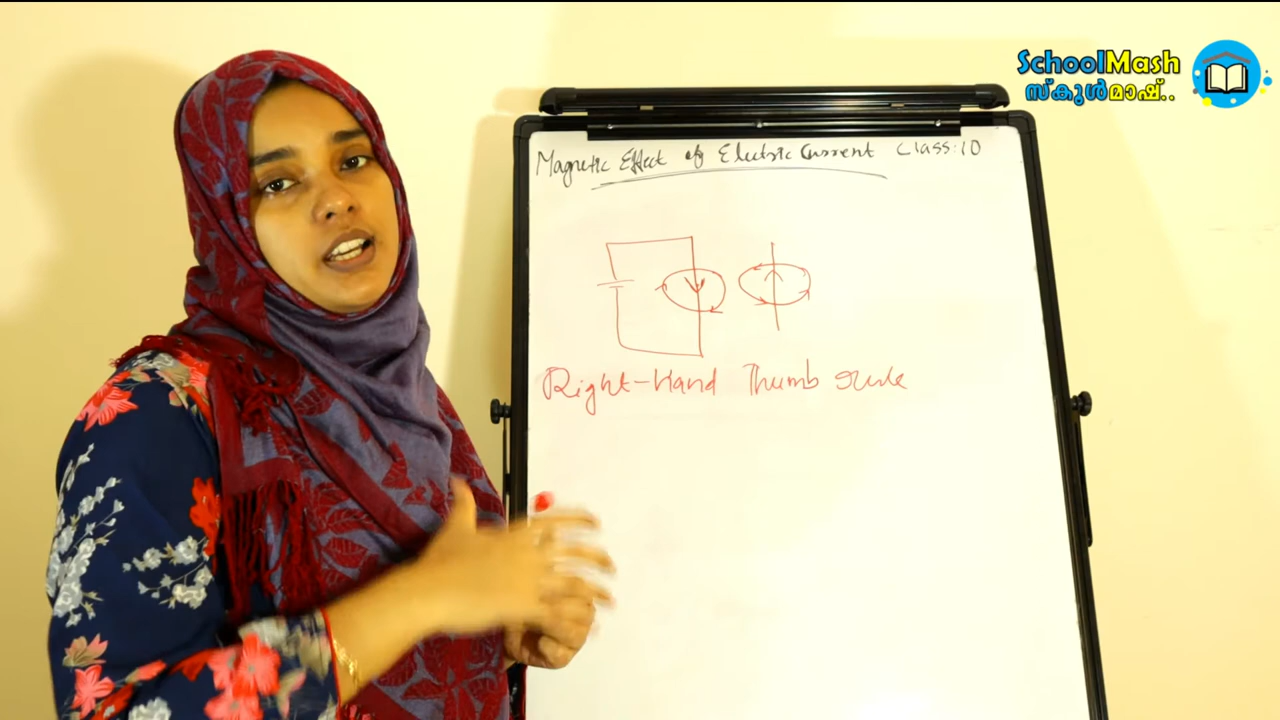 SchoolMash
സ്കൂൾമാഷ്..
Magnetic Effect of Electric Current Class:10
Right-Hand Thumb rule